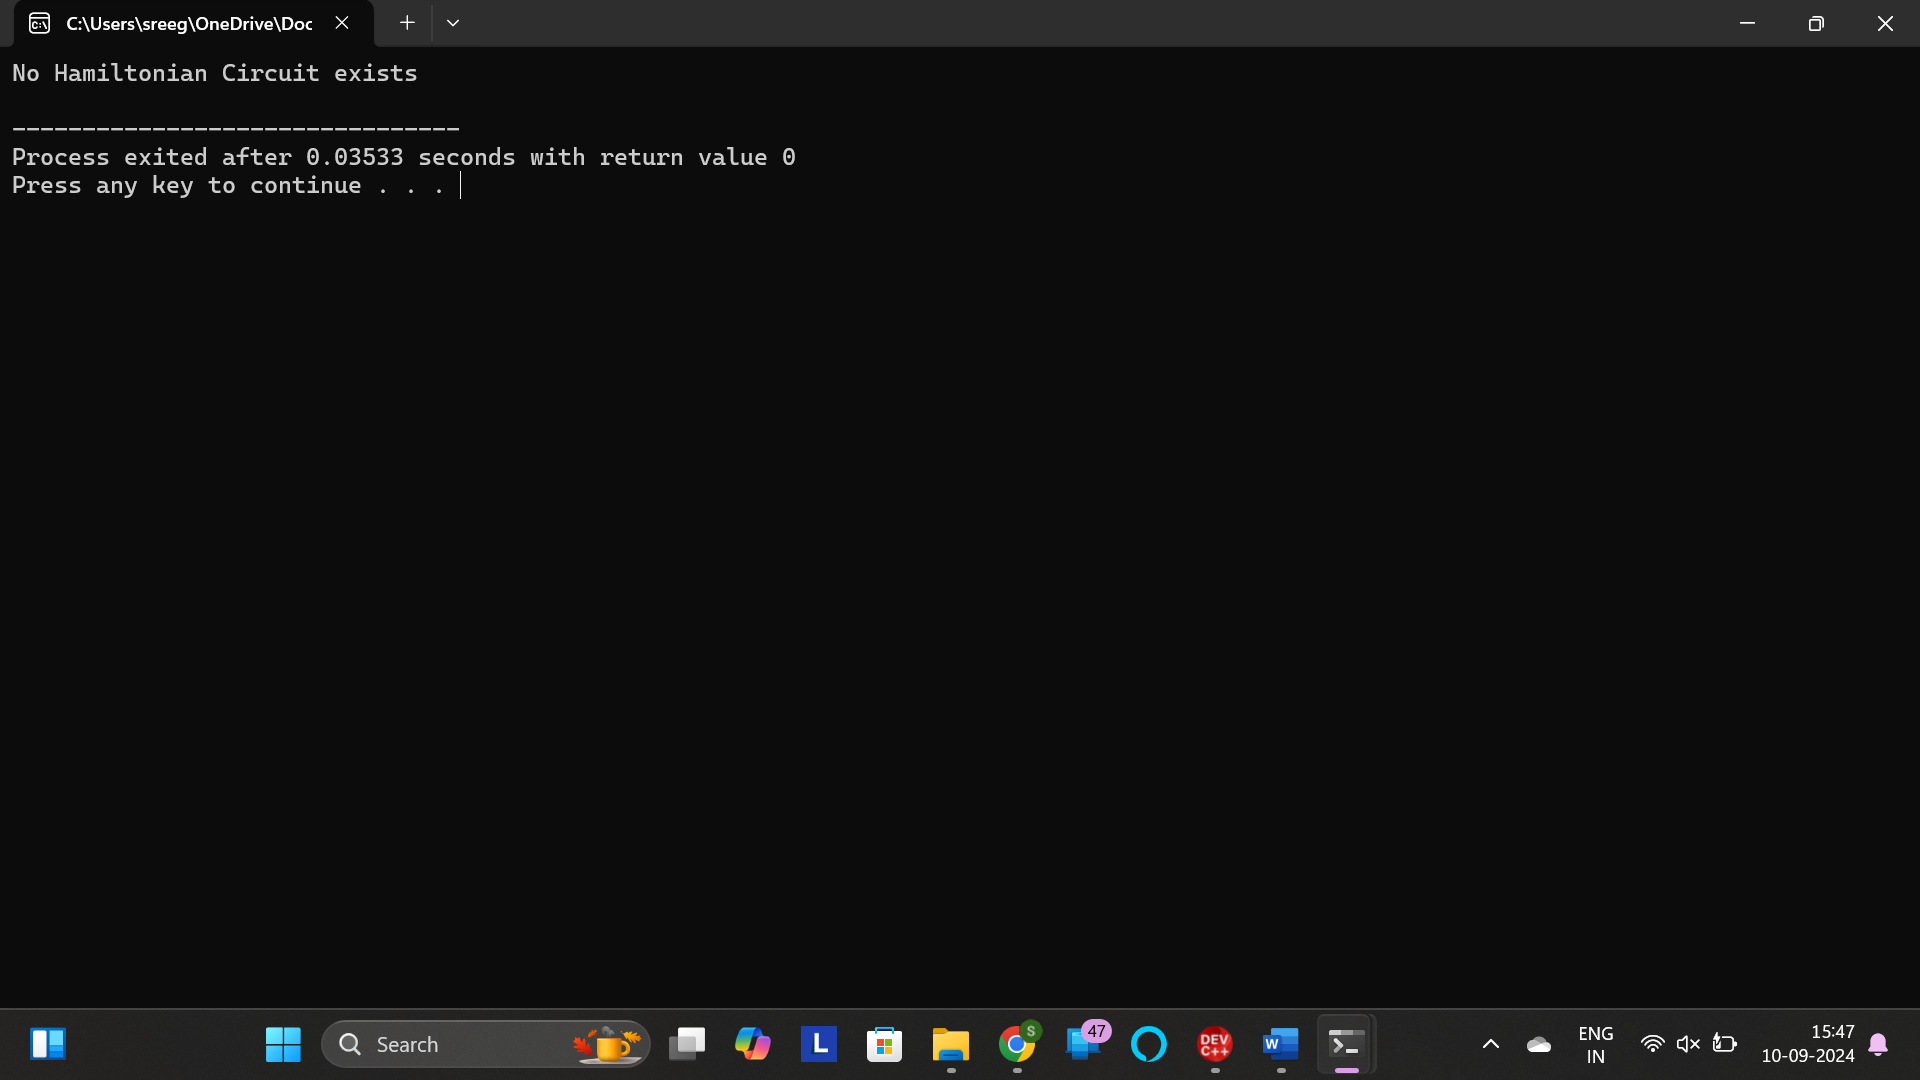 C:\Users\sreeg\OneDrive\Doc
No Hamiltonian Circuit exists
--------------------------------
Process exited after 0.03533 seconds with return value 0
Press any key to continue . . .
Search
L
S
47
DEV
C++
W
ENG
IN
15:47
10-09-2024